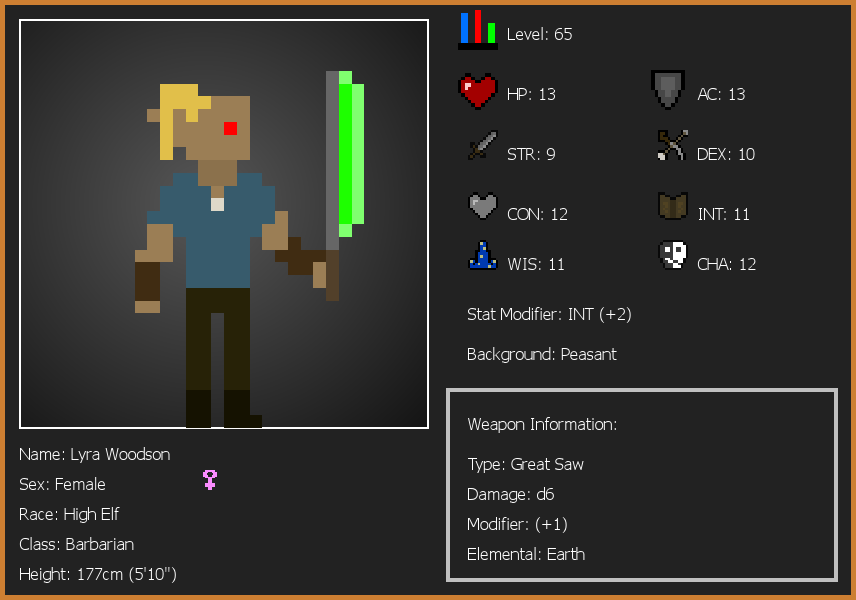 Level: 65
HP: 13
AC: 13
STR: 9
DEX: 10
CON: 12
INT: 11
WIS: 11
CHA: 12
Stat Modifier: INT (+2)
Background: Peasant
Weapon Information:
Type: Great Saw
Damage: d6
Modifier: (+1)
Elemental: Earth
Name: Lyra Woodson
Sex: Female
Race: High Elf
Class: Barbarian
Height: 177cm (5'10")